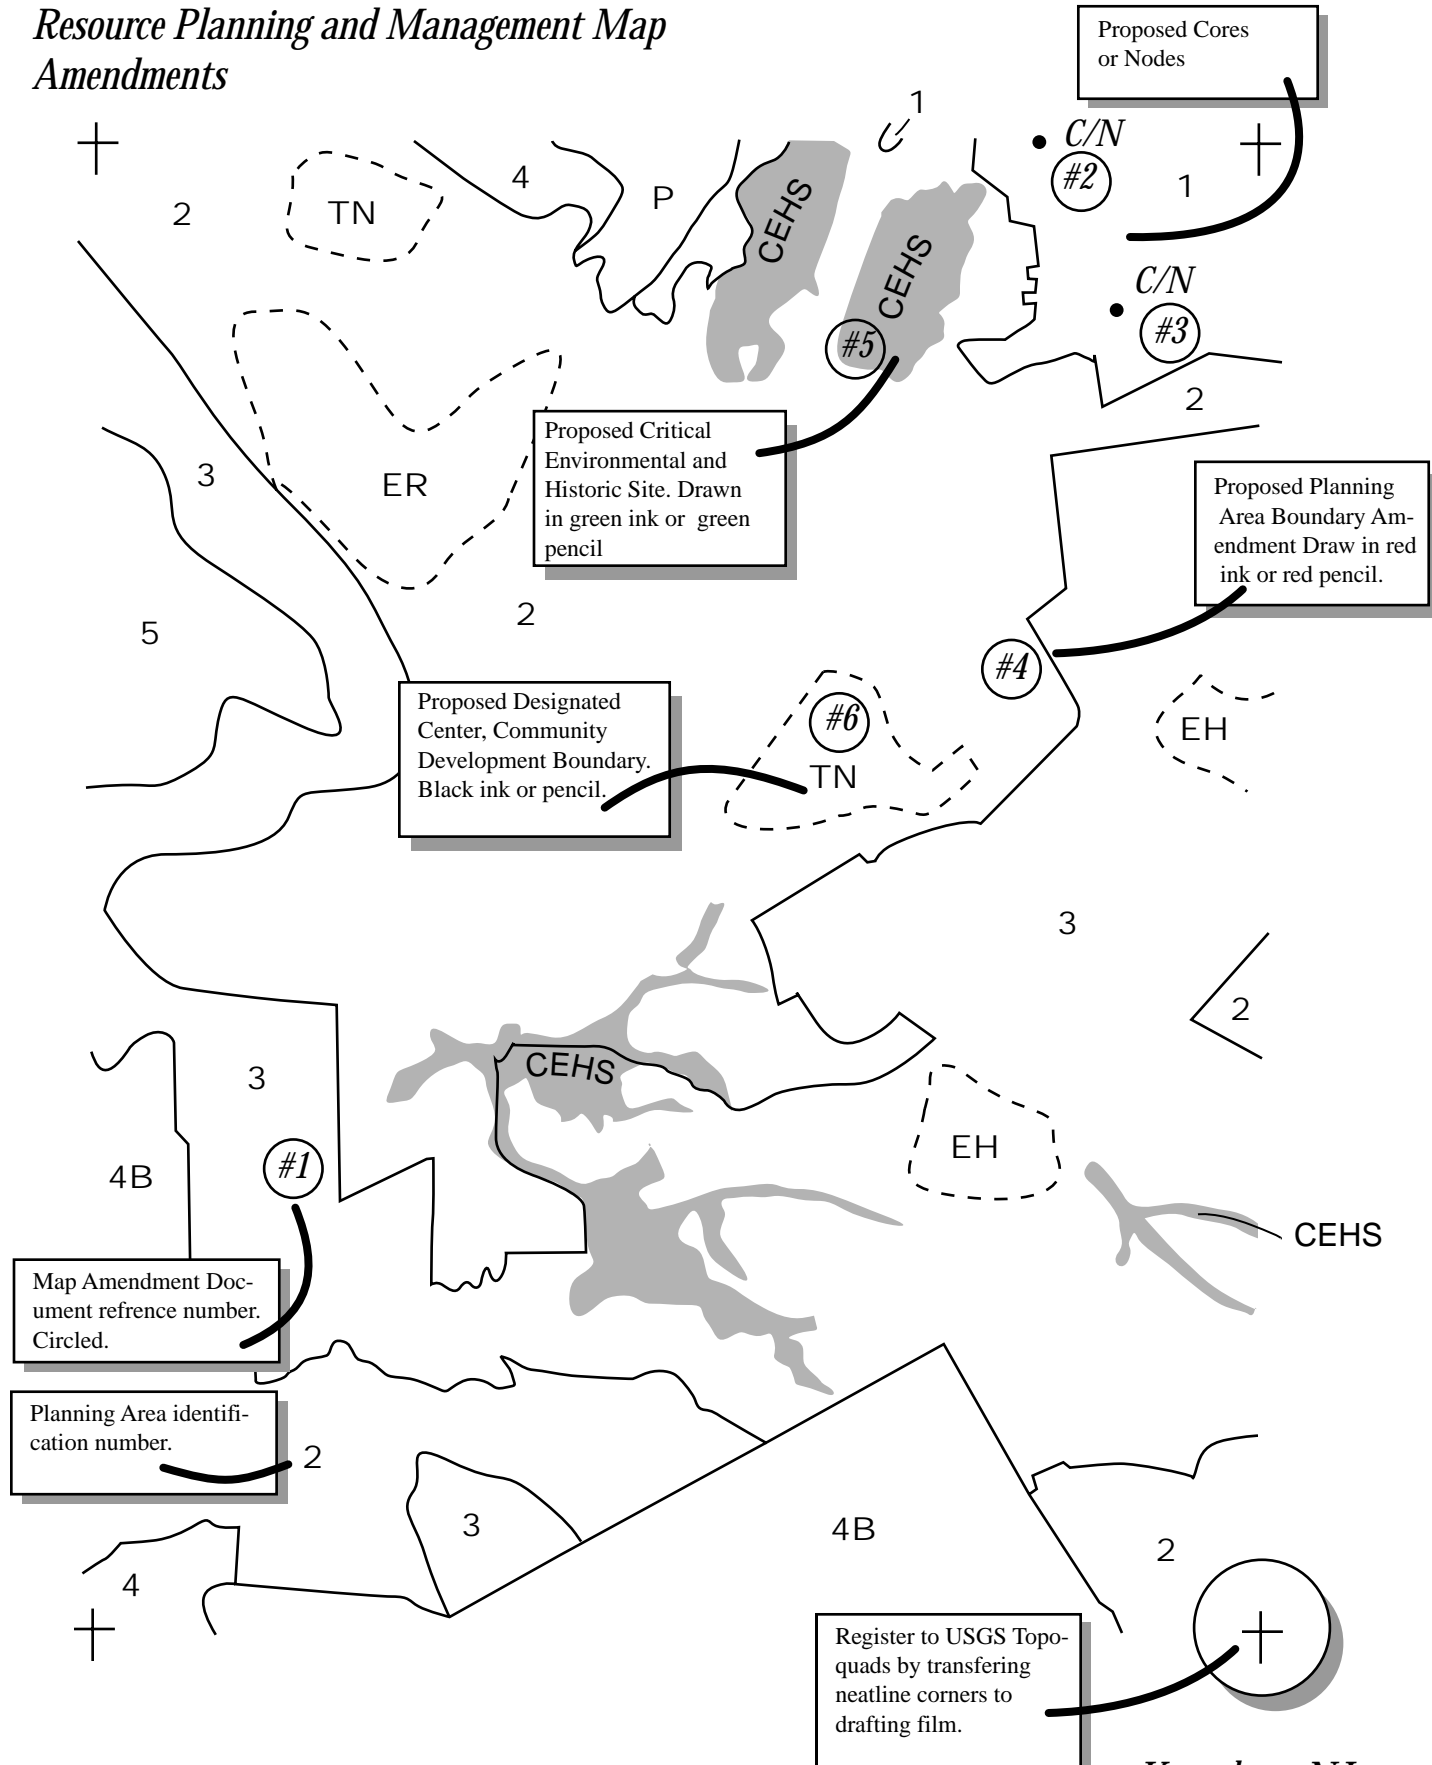 Resource Planning and Management Map
Amendments
Proposed Cores
or Nodes
1
C/N
#2
1
4
P
CEHS
2
TN
CEHS
C/N
#3
#5
2
Proposed Critical
Environmental and
Historic Site. Drawn
in green ink or green
pencil
3
ER
Proposed Planning
Area Boundary Am-
endment Draw in red
ink or red pencil.
2
5
#4
Proposed Designated
Center, Community
Development Boundary.
Black ink or pencil.
#6
TN
EH
3
2
CEHS
3
EH
#1
4B
CEHS
Map Amendment Doc-
ument refrence number.
Circled.
Planning Area identifi-
cation number.
2
3
4B
2
4
Register to USGS Topo-
quads by transfering
neatline corners to
drafting film.